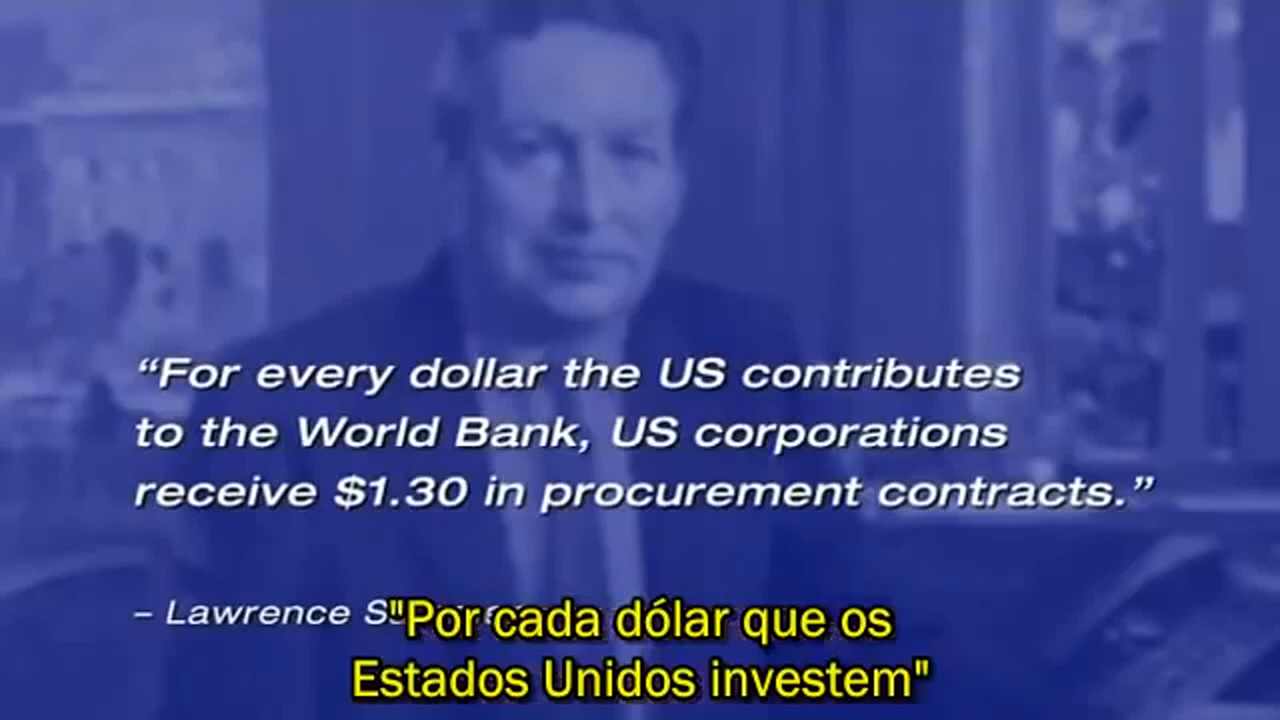 “For every dollar the US contributes
to the World Bank, US corporations
receive $1.30 in procurement contracts.”
– Lawrence
"Por cada dólar que os
Estados Unidos investem"